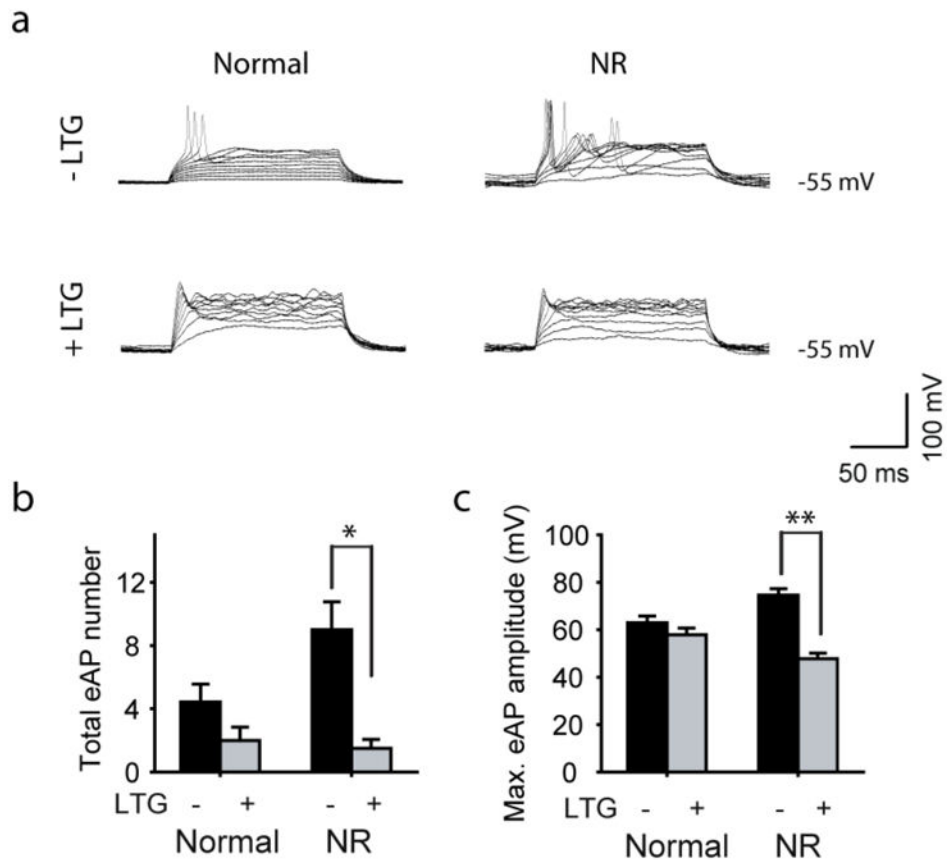 a
Normal NR
- LTG
-55 mV
+ LTG
-55 mV
100 mV
50 ms
b
Total eAP number
12
8
4
0
*
LTG - + - +
Normal NR
c
Max. eAP amplitude (mV)
100
80
60
40
20
0
**
LTG - + - +
Normal NR